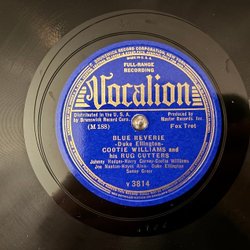 FULL-RANGE
RECORDING
Vocalion
Distributed in the U. S. A.
by Brunswick Record Corp.
Produced by
Master Records Inc.
(M 188)
Fox Trot
BLUE REVERIE
-Duke Ellington-
COOTIE WILLIAMS and
his RUG CUTTERS
Johnny Hodges-Harry Carney-Cootie Williams
Joe Nanton-Hayes Alvis- Duke Ellington
Sonny Greer
V 3814